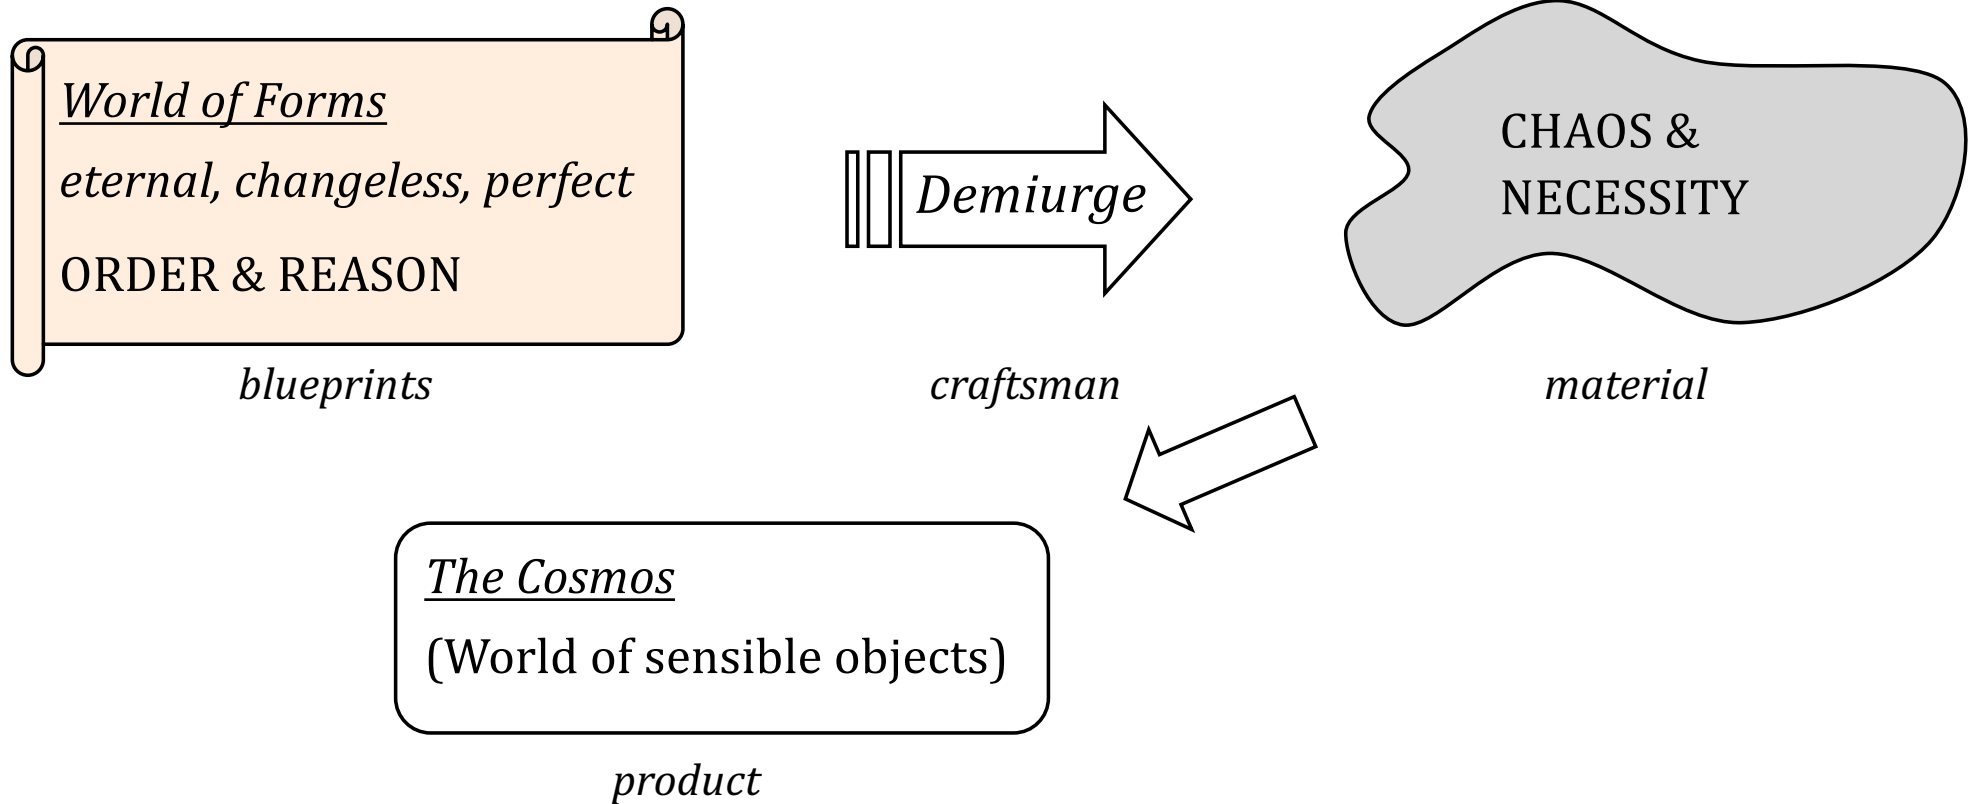 World of Forms
eternal, changeless, perfect
ORDER & REASON
blueprints
Demiurge
craftsman
CHAOS &
NECESSITY
material
The Cosmos
(World of sensible objects)
product